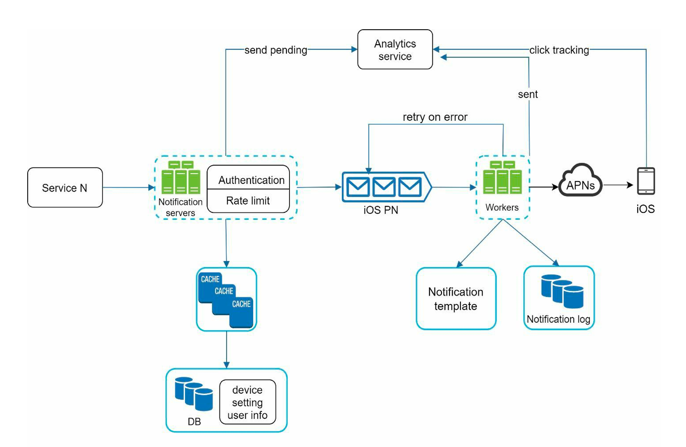 Analytics
service
send pending
click tracking
sent
retry on error
Service N
Notification
servers
Authentication
Rate limit
iOS PN
Workers
APNs
iOS
CACHE
CACHE
CACHE
Notification
template
Notification log
DB
device
setting
user info